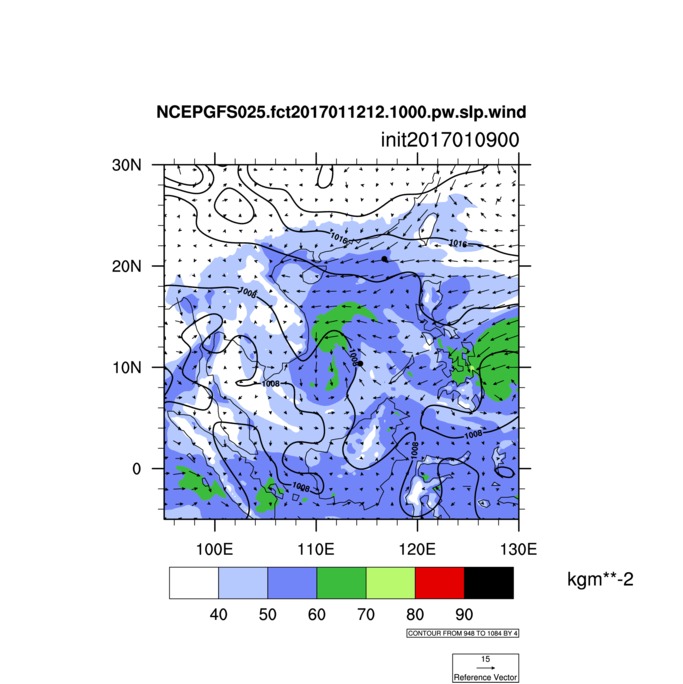 NCEPGFS025.fct2017011212.1000.pw.slp.wind
init2017010900
30N
1016
1016
20N
1008
1008
10N
1008
1008
1008
1008
0
100E
110E
120E
130E
kgm**-2
40
50
60
70
80
90
CONTOUR FROM 948 TO 1084 BY 4
15
Reference Vector